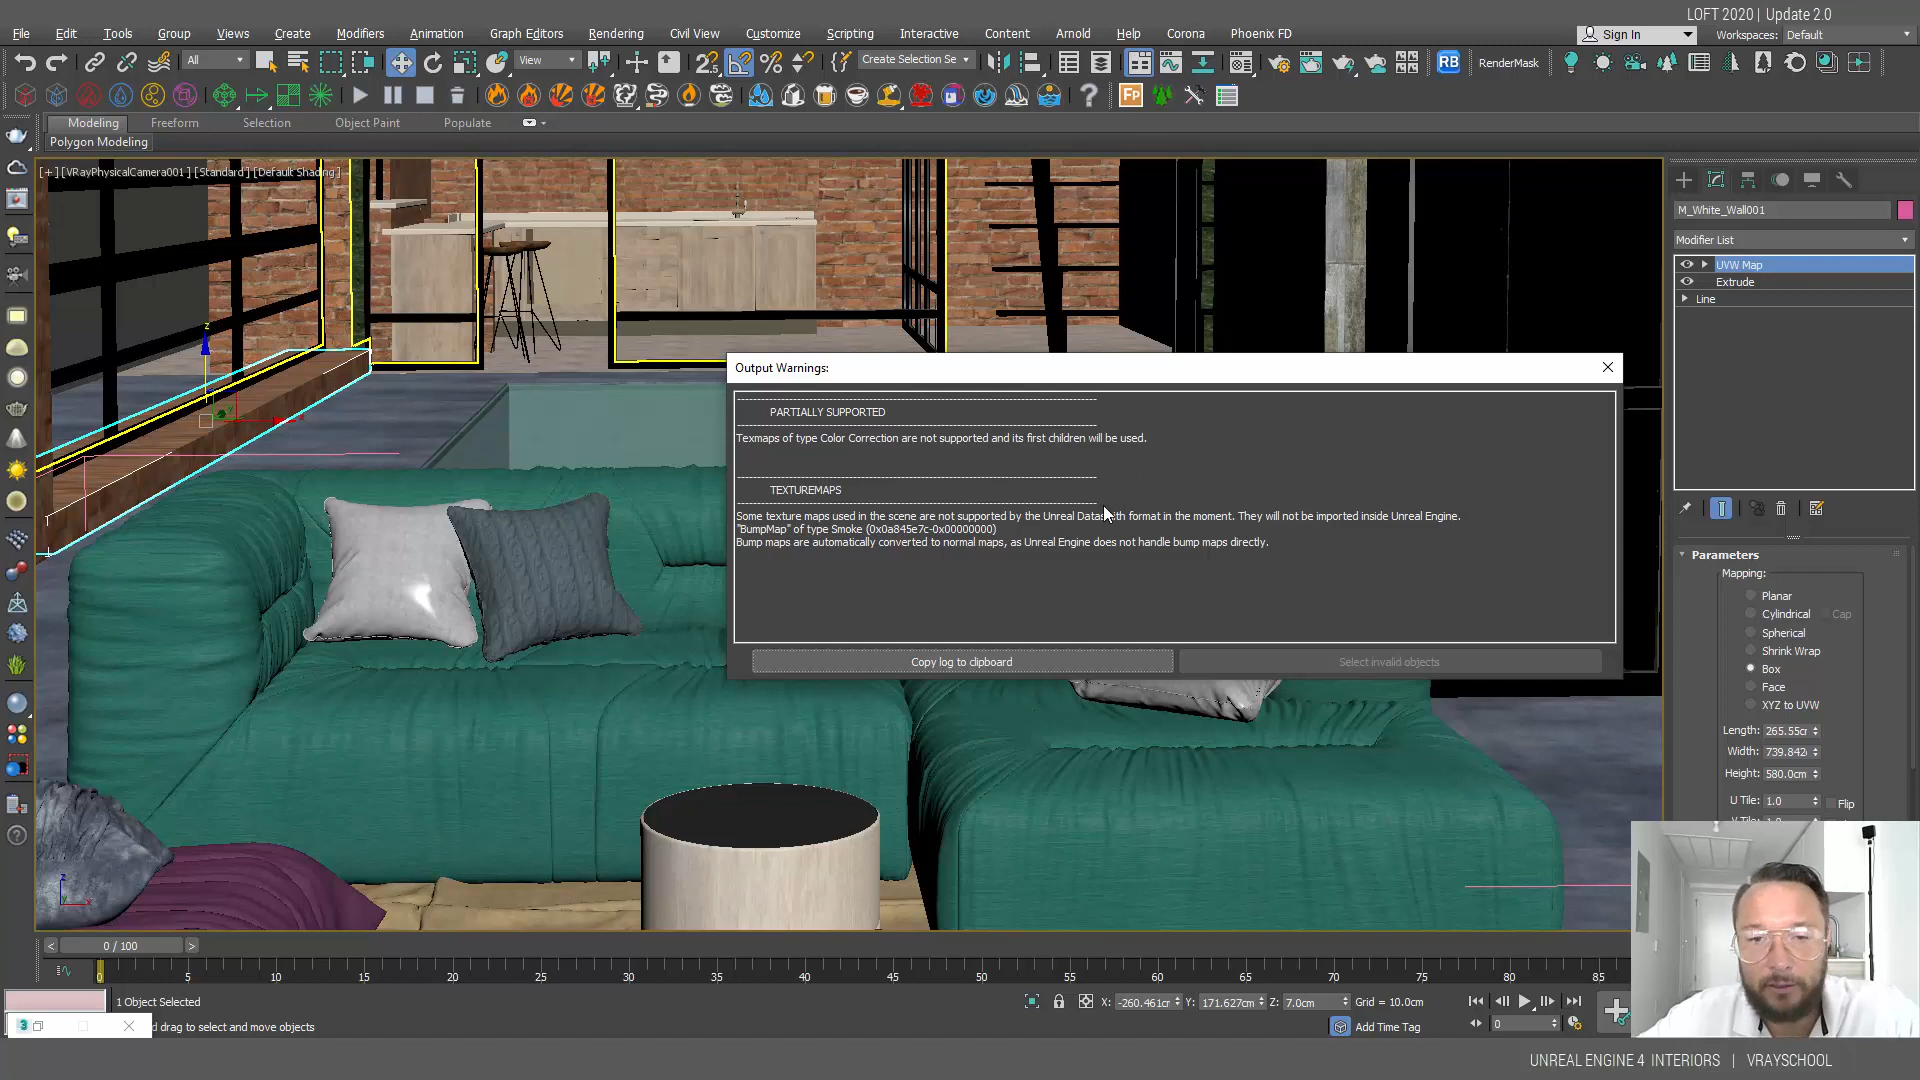 LOFT 2020 | Update 2.0
File Edit Tools Group Views Create Modifiers Animation Graph Editors Rendering Civil View Customize Scripting Interactive Content Arnold Help Corona Phoenix FD
Sign In Workspaces: Default
All View Create Selection Se RB RenderMask
Fp
Modeling Freeform Selection Object Paint Populate
Polygon Modeling
[+] [VRayPhysicalCamera001] [Standard] [Default Shading]
M_White_Wall001
Modifier List
UVW Map
Extrude
Line
Output Warnings:
PARTIALLY SUPPORTED
Texmaps of type Color Correction are not supported and its first children will be used.
TEXTUREMAPS
Some texture maps used in the scene are not supported by the Unreal Datasmith format in the moment. They will not be imported inside Unreal Engine.
"BumpMap" of type Smoke (0x0a845e7c-0x00000000)
Bump maps are automatically converted to normal maps, as Unreal Engine does not handle bump maps directly.
Copy log to clipboard Select invalid objects
Parameters
Mapping:
Planar
Cylindrical Cap
Spherical
Shrink Wrap
Box
Face
XYZ to UVW
Length: 265.55cr
Width: 739.842
Height: 580.0cm
U Tile: 1.0 Flip
z
z
x
0 / 100
0 5 10 15 20 25 30 35 40 45 50 55 60 65 70 75 80 85
1 Object Selected X: -260.461cr Y: 171.627cm Z: 7.0cm Grid = 10.0cm
3 d drag to select and move objects Add Time Tag 0
UNREAL ENGINE 4 INTERIORS | VRAYSCHOOL